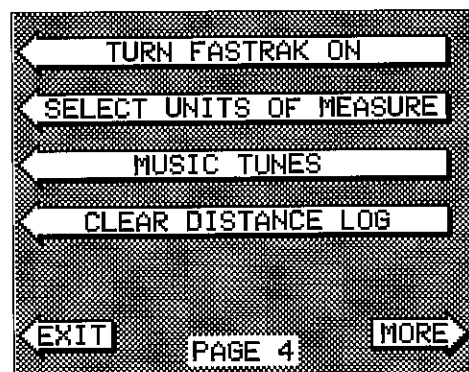 TURN FASTRAK ON
SELECT UNITS OF MEASURE
MUSIC TUNES
CLEAR DISTANCE LOG
EXIT PAGE 4 MORE